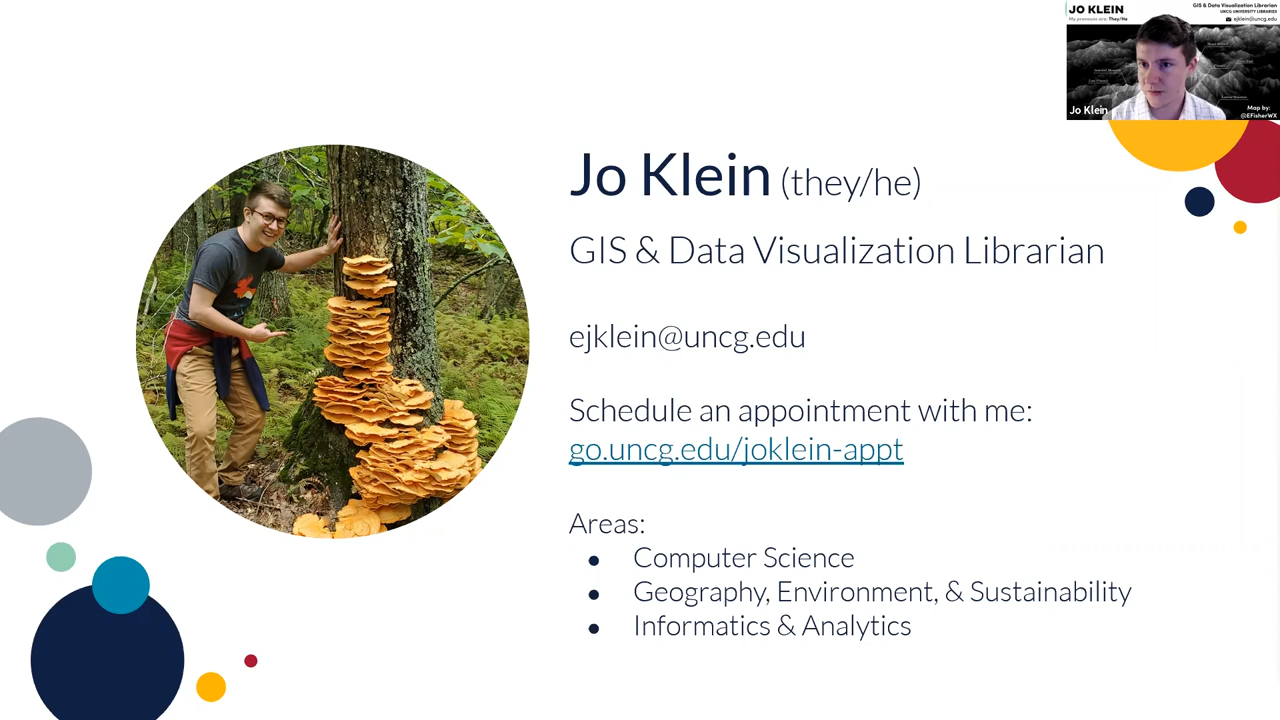 JO KLEIN
My pronouns are: They/He
GIS & Data Visualization Librarian
UNCG UNIVERSITY LIBRARIES
ejklein@uncg.edu
Jo Klein
Map by:
@EFisherWX
Jo Klein (they/he)
GIS & Data Visualization Librarian
ejklein@uncg.edu
Schedule an appointment with me:
go.uncg.edu/joklein-appt
Areas:
● Computer Science
● Geography, Environment, & Sustainability
● Informatics & Analytics